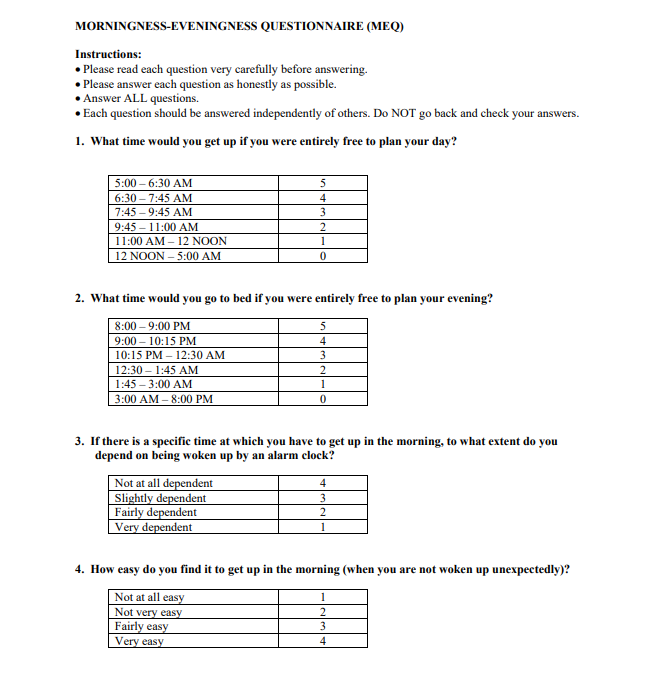 MORNINGNESS-EVENINGNESS QUESTIONNAIRE (MEQ)
Instructions:
• Please read each question very carefully before answering.
• Please answer each question as honestly as possible.
• Answer ALL questions.
• Each question should be answered independently of others. Do NOT go back and check your answers.
1. What time would you get up if you were entirely free to plan your day?
5:00 – 6:30 AM 5
6:30 – 7:45 AM 4
7:45 – 9:45 AM 3
9:45 – 11:00 AM 2
11:00 AM – 12 NOON 1
12 NOON – 5:00 AM 0
2. What time would you go to bed if you were entirely free to plan your evening?
8:00 – 9:00 PM 5
9:00 – 10:15 PM 4
10:15 PM – 12:30 AM 3
12:30 – 1:45 AM 2
1:45 – 3:00 AM 1
3:00 AM – 8:00 PM 0
3. If there is a specific time at which you have to get up in the morning, to what extent do you
depend on being woken up by an alarm clock?
Not at all dependent 4
Slightly dependent 3
Fairly dependent 2
Very dependent 1
4. How easy do you find it to get up in the morning (when you are not woken up unexpectedly)?
Not at all easy 1
Not very easy 2
Fairly easy 3
Very easy 4